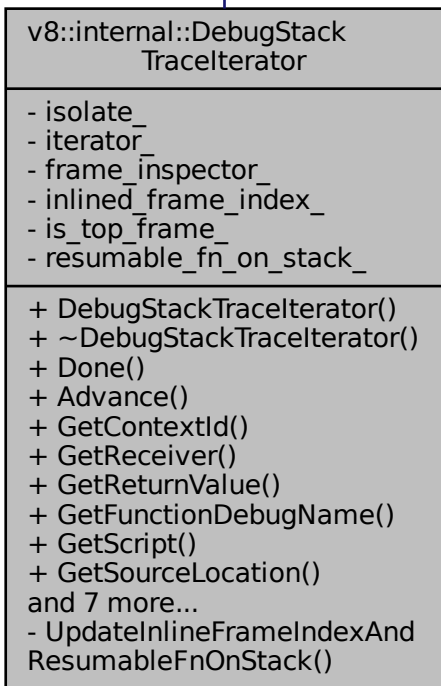 v8::internal::DebugStack
TraceIterator
- isolate_
- iterator_
- frame_inspector_
- inlined_frame_index_
- is_top_frame_
- resumable_fn_on_stack_
+ DebugStackTraceIterator()
+ ~DebugStackTraceIterator()
+ Done()
+ Advance()
+ GetContextId()
+ GetReceiver()
+ GetReturnValue()
+ GetFunctionDebugName()
+ GetScript()
+ GetSourceLocation()
and 7 more...
- UpdateInlineFrameIndexAnd
ResumableFnOnStack()